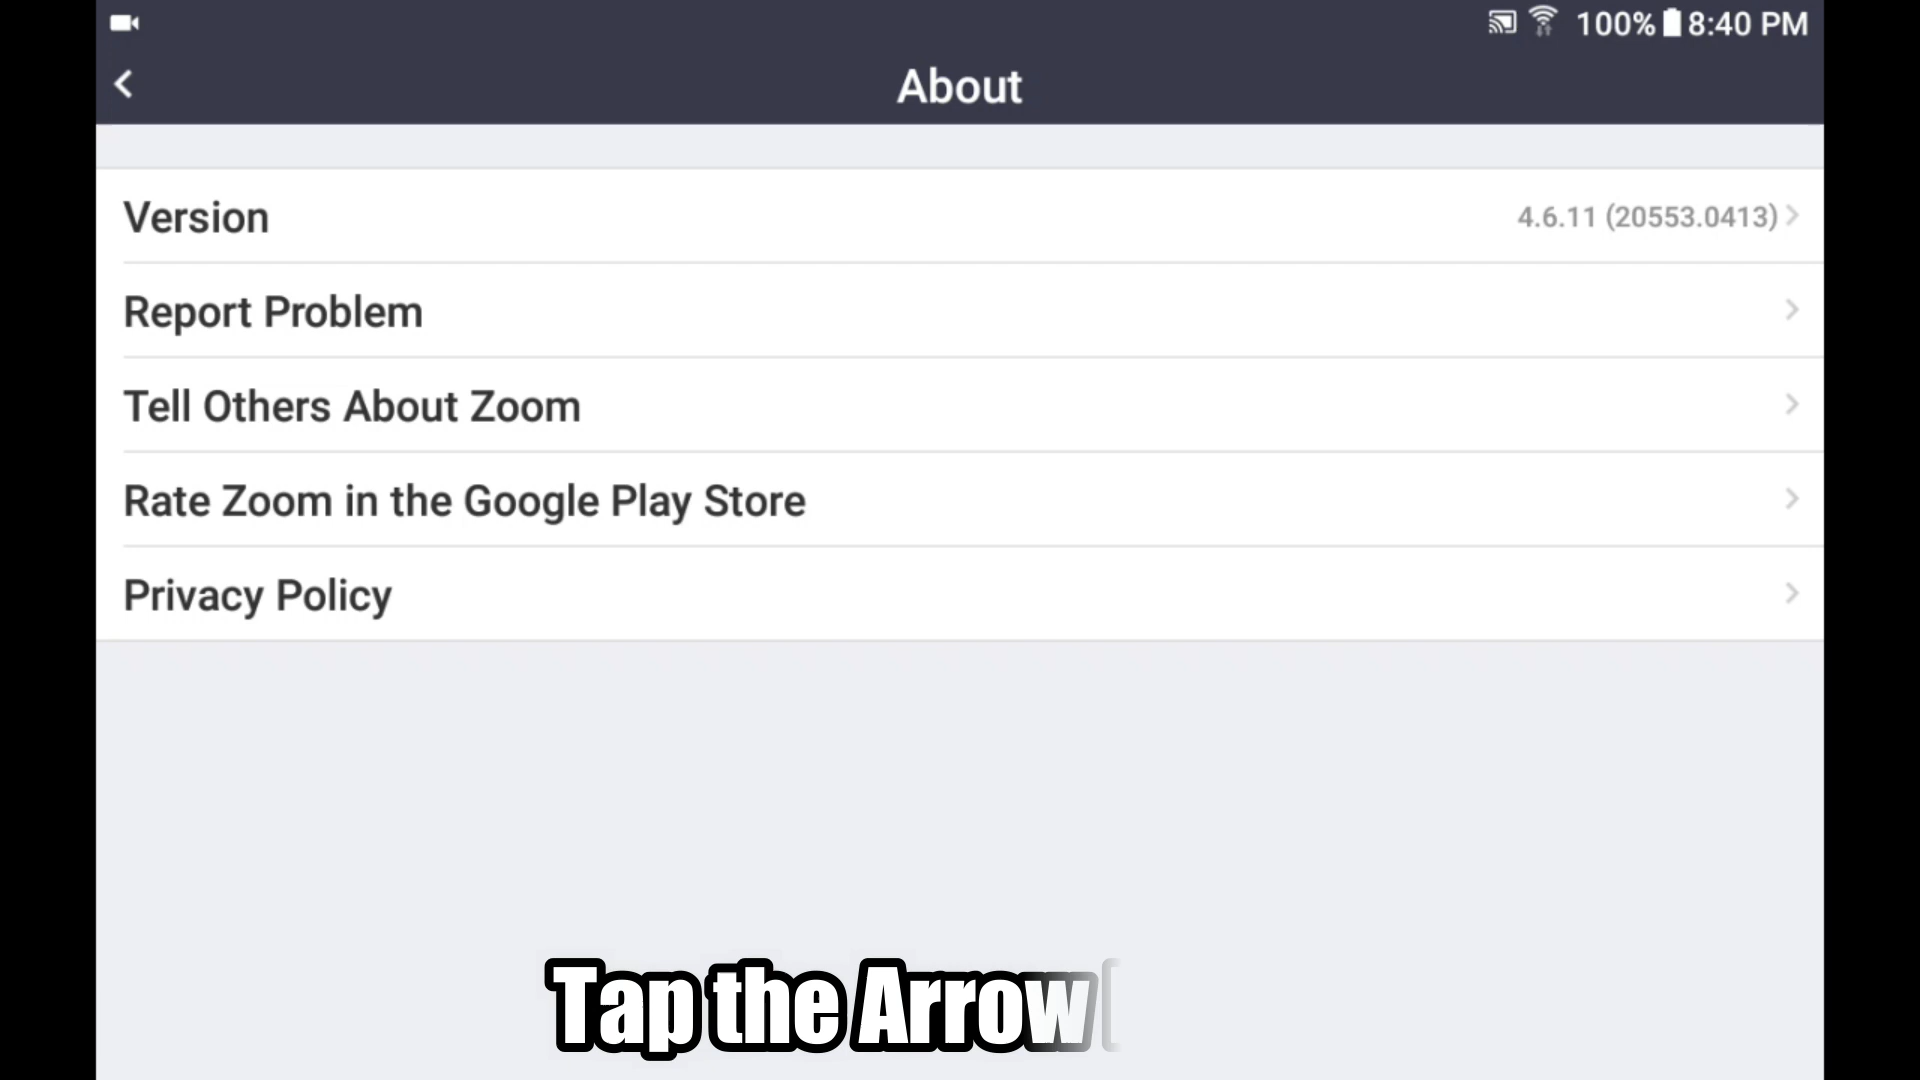 100% 8:40 PM
About
Version 4.6.11 (20553.0413)
Report Problem
Tell Others About Zoom
Rate Zoom in the Google Play Store
Privacy Policy
Tap the Arrow